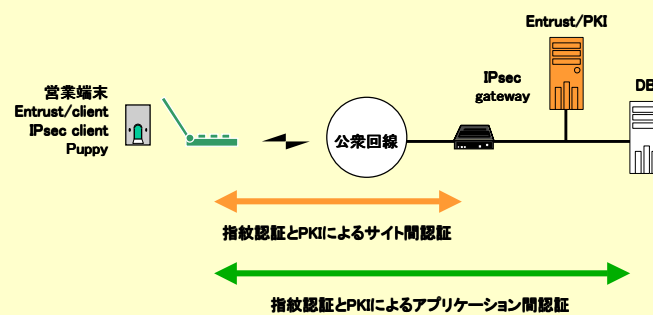 Entrust/PKI
営業端末
Entrust/client
IPsec client
Puppy
IPsec
gateway
DB
公衆回線
指紋認証とPKIによるサイト間認証
指紋認証とPKIによるアプリケーション間認証